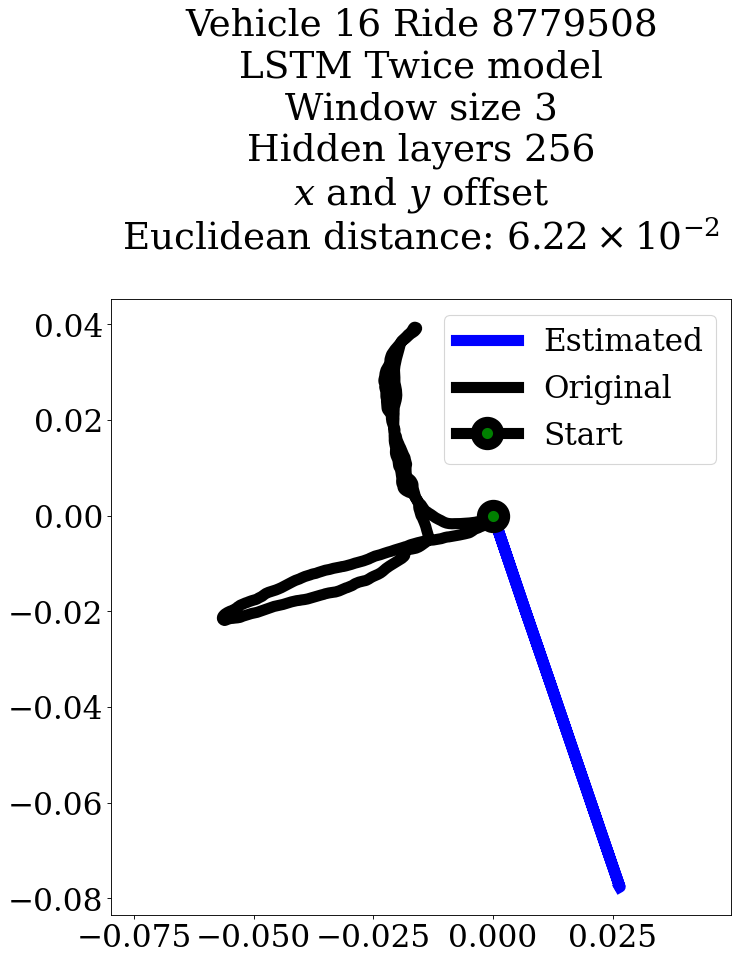 Vehicle 16 Ride 8779508
LSTM Twice model
Window size 3
Hidden layers 256
x and y offset
Euclidean distance: 6.22 × 10⁻²
Estimated
Original
Start
0.04
0.02
0.00
−0.02
−0.04
−0.06
−0.08
−0.075 −0.050 −0.025 0.000 0.025